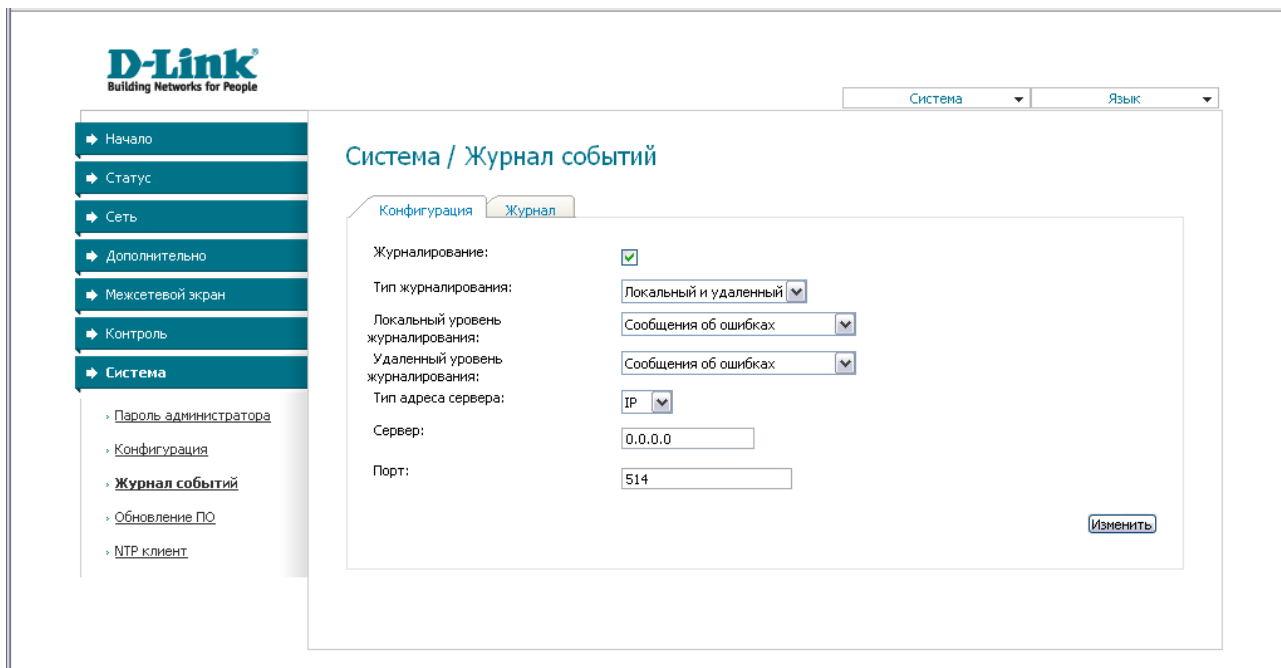 D-Link
Building Networks for People
Система
Язык
Начало
Статус
Сеть
Дополнительно
Межсетевой экран
Контроль
Система
Пароль администратора
Конфигурация
Журнал событий
Обновление ПО
NTP клиент
Система / Журнал событий
Конфигурация
Журнал
Журналирование:
Тип журналирования:
Локальный и удаленный
Локальный уровень
журналирования:
Сообщения об ошибках
Удаленный уровень
журналирования:
Сообщения об ошибках
Тип адреса сервера:
IP
Сервер:
0.0.0.0
Порт:
514
Изменить